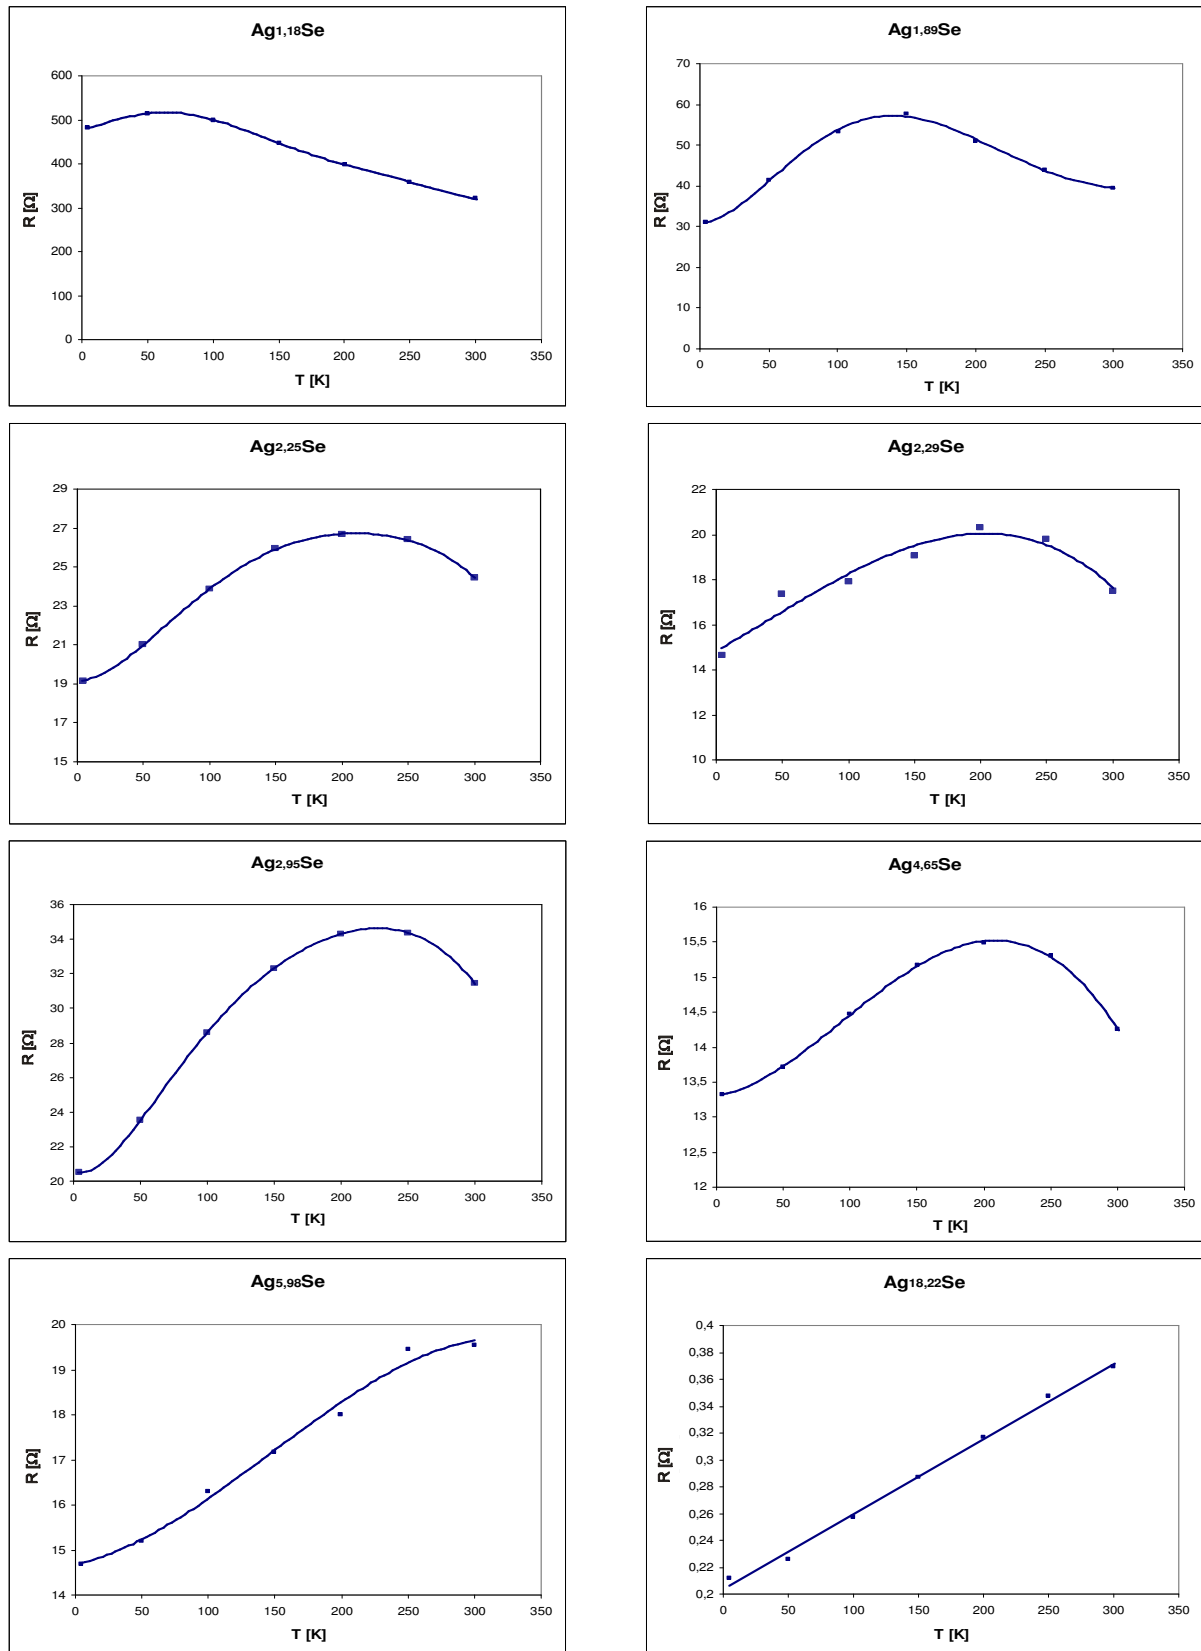 Ag1,18Se
600
500
400
300
200
100
0
R [Ω]
0 50 100 150 200 250 300 350
T [K]
Ag1,89Se
70
60
50
40
30
20
10
0
R [Ω]
0 50 100 150 200 250 300 350
T [K]
Ag2,25Se
29
27
25
23
21
19
17
15
R [Ω]
0 50 100 150 200 250 300 350
T [K]
Ag2,29Se
22
20
18
16
14
12
10
R [Ω]
0 50 100 150 200 250 300 350
T [K]
Ag2,95Se
36
34
32
30
28
26
24
22
20
R [Ω]
0 50 100 150 200 250 300 350
T [K]
Ag4,65Se
16
15,5
15
14,5
14
13,5
13
12,5
12
R [Ω]
0 50 100 150 200 250 300 350
T [K]
Ag5,98Se
20
19
18
17
16
15
14
R [Ω]
0 50 100 150 200 250 300 350
T [K]
Ag18,22Se
0,4
0,38
0,36
0,34
0,32
0,3
0,28
0,26
0,24
0,22
0,2
R [Ω]
0 50 100 150 200 250 300 350
T [K]